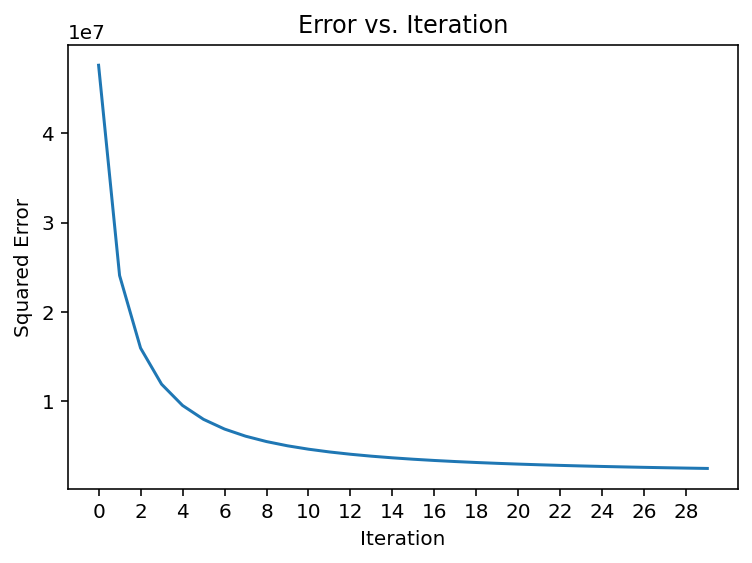 Error vs. Iteration
1e7
4
3
2
1
Squared Error
0 2 4 6 8 10 12 14 16 18 20 22 24 26 28
Iteration